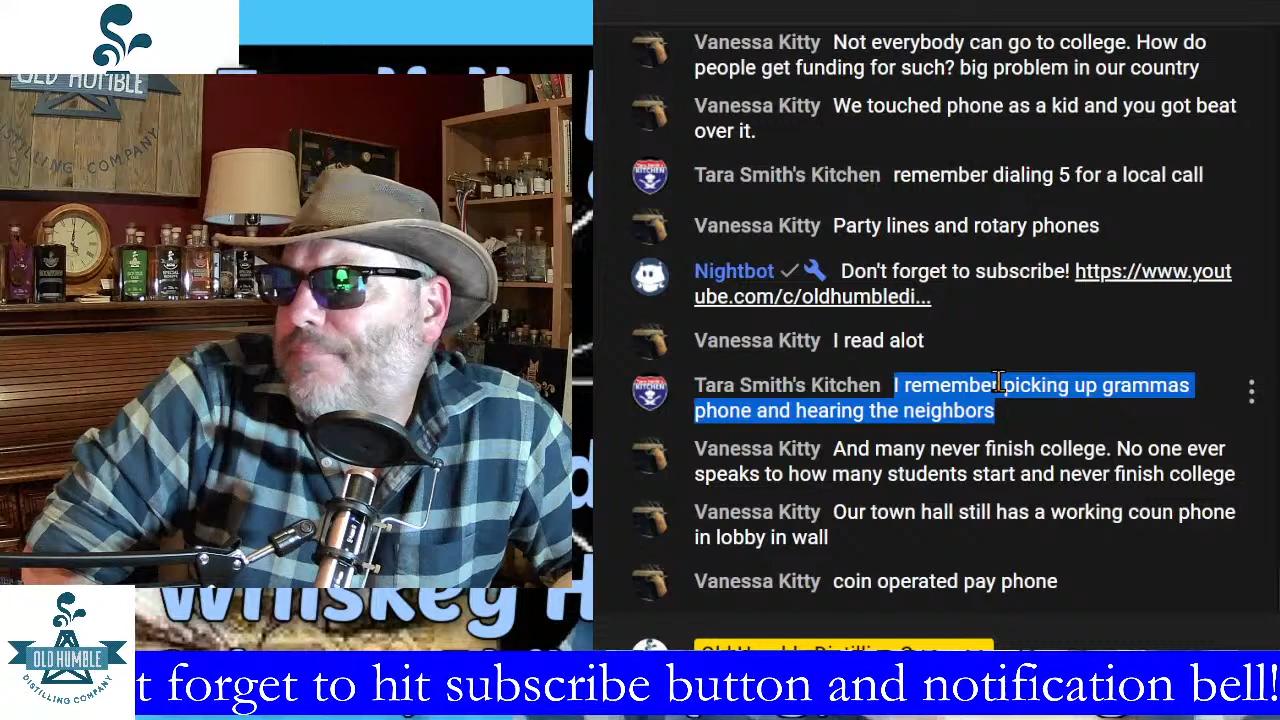 OLD HUMBLE
DISTILLING COMPANY
Vanessa Kitty Not everybody can go to college. How do
people get funding for such? big problem in our country
Vanessa Kitty We touched phone as a kid and you got beat
over it.
Tara Smith's Kitchen remember dialing 5 for a local call
Vanessa Kitty Party lines and rotary phones
Nightbot Don't forget to subscribe! https://www.yout
ube.com/c/oldhumbledi...
Vanessa Kitty I read alot
Tara Smith's Kitchen I remember picking up grammas
phone and hearing the neighbors
Vanessa Kitty And many never finish college. No one ever
speaks to how many students start and never finish college
Vanessa Kitty Our town hall still has a working coun phone
in lobby in wall
Vanessa Kitty coin operated pay phone
Whiskey H
OLD HUMBLE
DISTILLING COMPANY
t forget to hit subscribe button and notification bell!